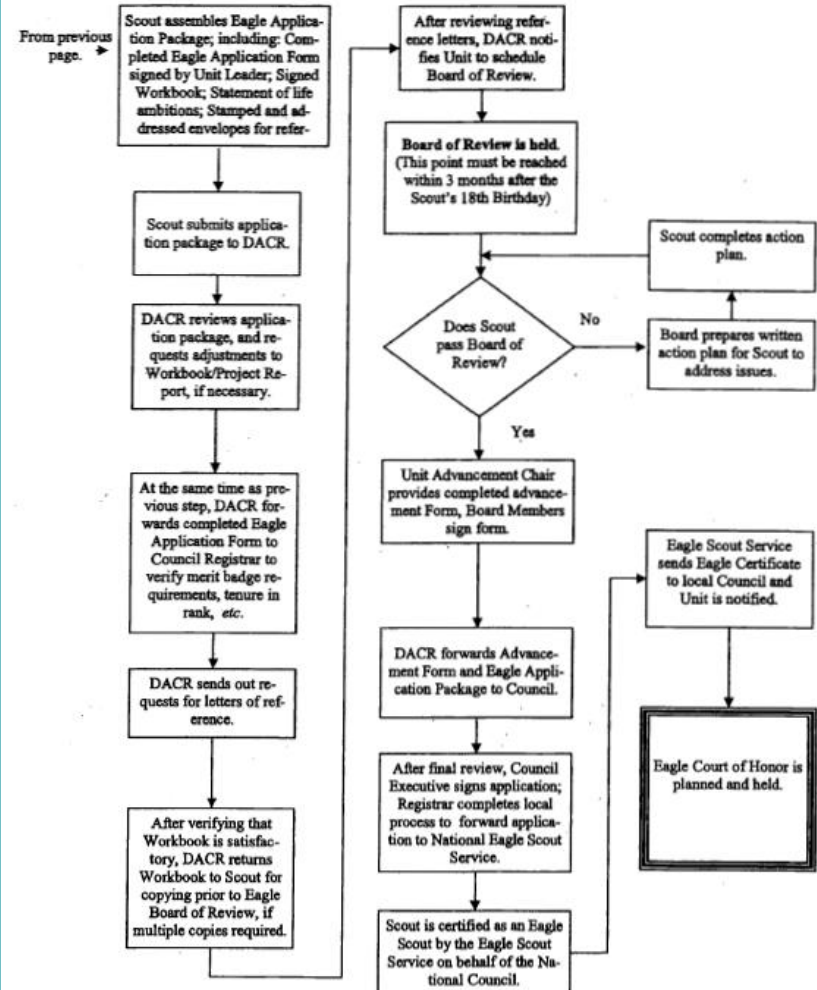 From previous
page.
Scout assembles Eagle Applica-
tion Package; including: Com-
pleted Eagle Application Form
signed by Unit Leader; Signed
Workbook; Statement of life
ambitions; Stamped and ad-
dressed envelopes for refer-
Scout submits applica-
tion package to DACR.
DACR reviews applica-
tion package, and re-
quests adjustments to
Workbook/Project Re-
port, if necessary.
At the same time as pre-
vious step, DACR for-
wards completed Eagle
Application Form to
Council Registrar to
verify merit badge re-
quirements, tenure in
rank, etc.
DACR sends out re-
quests for letters of ref-
erence.
After verifying that
Workbook is satisfac-
tory, DACR returns
Workbook to Scout for
copying prior to Eagle
Board of Review, if
multiple copies required.
After reviewing refer-
ence letters, DACR noti-
fies Unit to schedule
Board of Review.
Board of Review is held.
(This point must be reached
within 3 months after the
Scout's 18th Birthday)
Does Scout
pass Board of
Review?
No
Board prepares written
action plan for Scout to
address issues.
Scout completes action
plan.
Yes
Unit Advancement Chair
provides completed advance-
ment Form, Board Members
sign form.
DACR forwards Advance-
ment Form and Eagle Appli-
cation Package to Council.
After final review, Council
Executive signs application;
Registrar completes local
process to forward applica-
tion to National Eagle Scout
Service.
Scout is certified as an Eagle
Scout by the Eagle Scout
Service on behalf of the Na-
tional Council.
Eagle Scout Service
sends Eagle Certificate
to local Council and
Unit is notified.
Eagle Court of Honor is
planned and held.